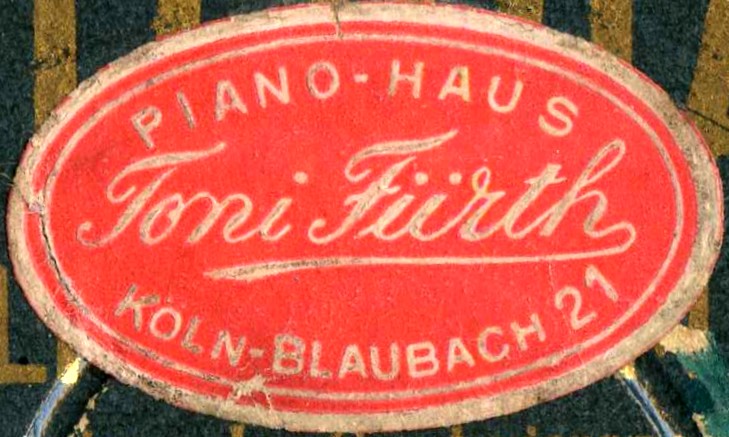 PIANO-HAUS
Toni Fürth
KÖLN-BLAUBACH 21